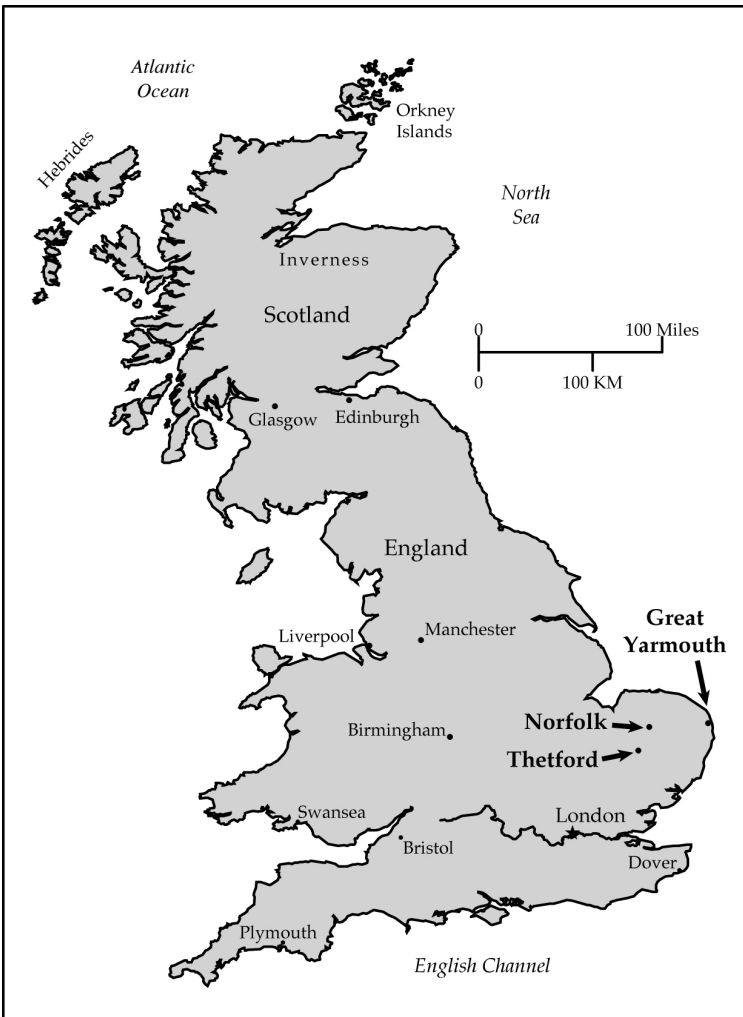 Atlantic
Ocean
Orkney
Islands
Hebrides
North
Sea
Inverness
Scotland
0 100 Miles
0 100 KM
Glasgow
Edinburgh
England
Great
Yarmouth
Liverpool
Manchester
Norfolk
Birmingham
Thetford
Swansea
London
Bristol
Dover
Plymouth
English Channel